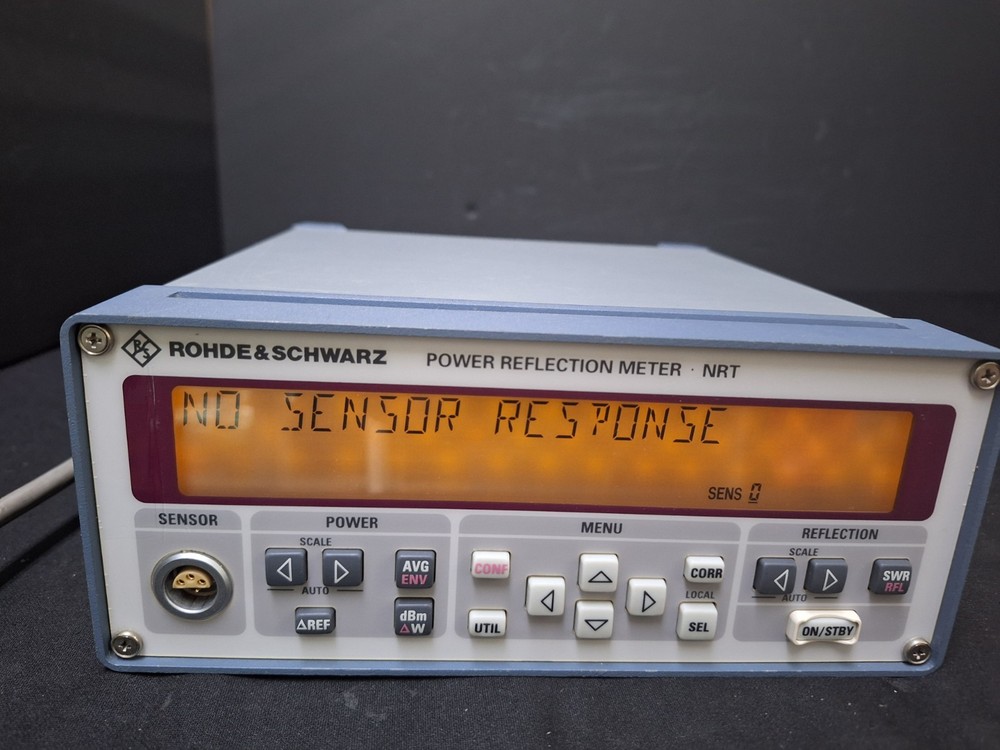 R&S ROHDE & SCHWARZ POWER REFLECTION METER · NRT
NO SENSOR RESPONSE
SENS 0
SENSOR POWER MENU REFLECTION
SCALE SCALE
AVG ENV CONF CORR SWR RFL
AUTO LOCAL AUTO
ΔREF dBm ΔW UTIL SEL ON/STBY